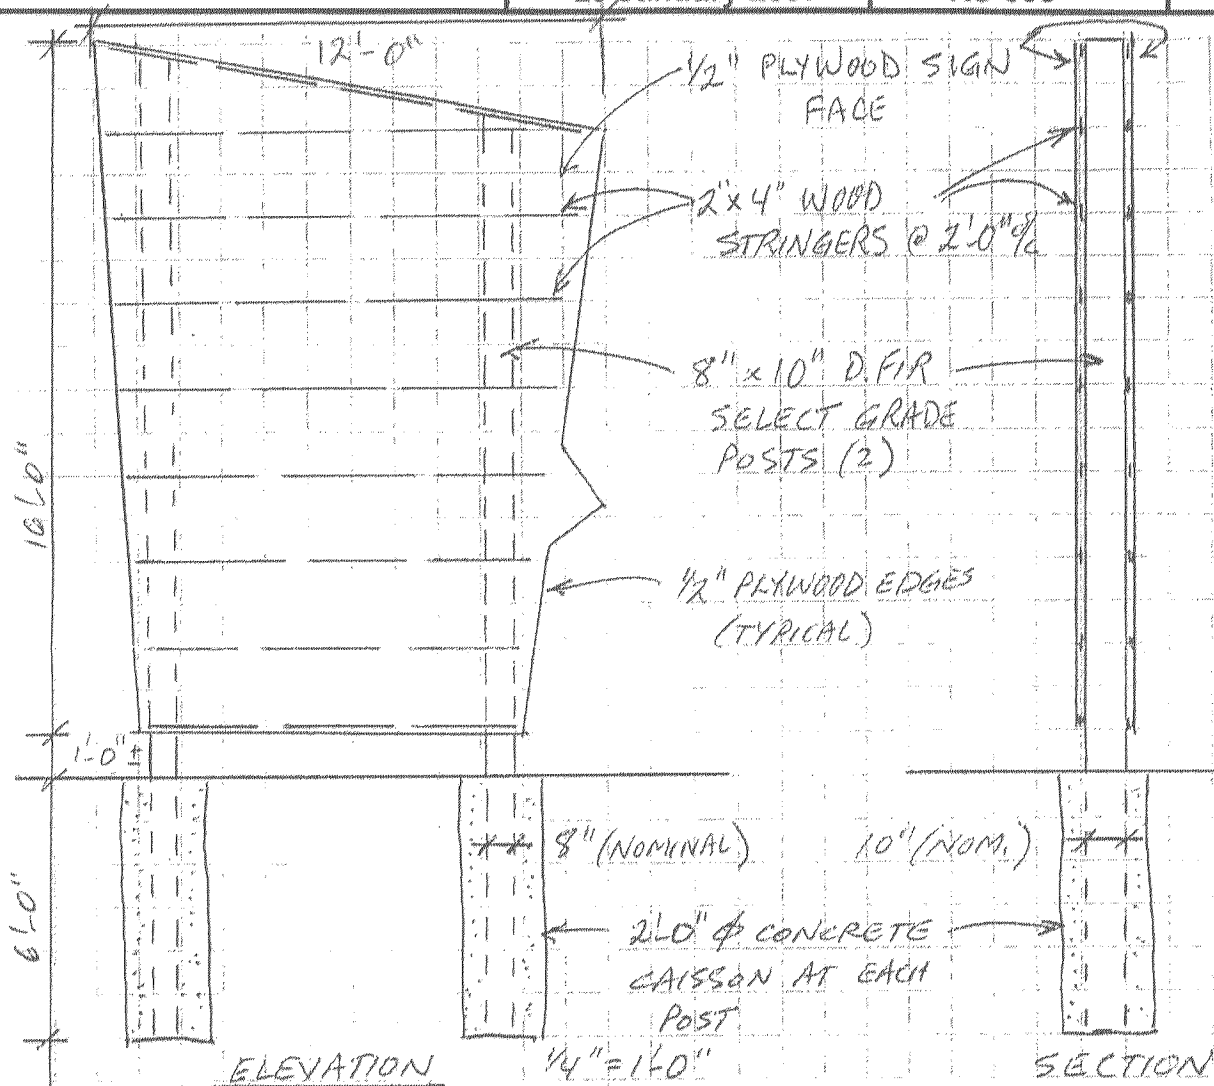 12'-0"
1/2" PLYWOOD SIGN
FACE
2"x4" WOOD
STRINGERS @ 2'-0" o/c
8" x 10" D. FIR
SELECT GRADE
POSTS (2)
16'-0"
1/2" PLYWOOD EDGES
(TYPICAL)
1'-0" ±
8" (NOMINAL)
10" (NOM.)
6'-0"
2'-0" ø CONCRETE
CAISSON AT EACH
POST
ELEVATION
1/4" = 1'-0"
SECTION